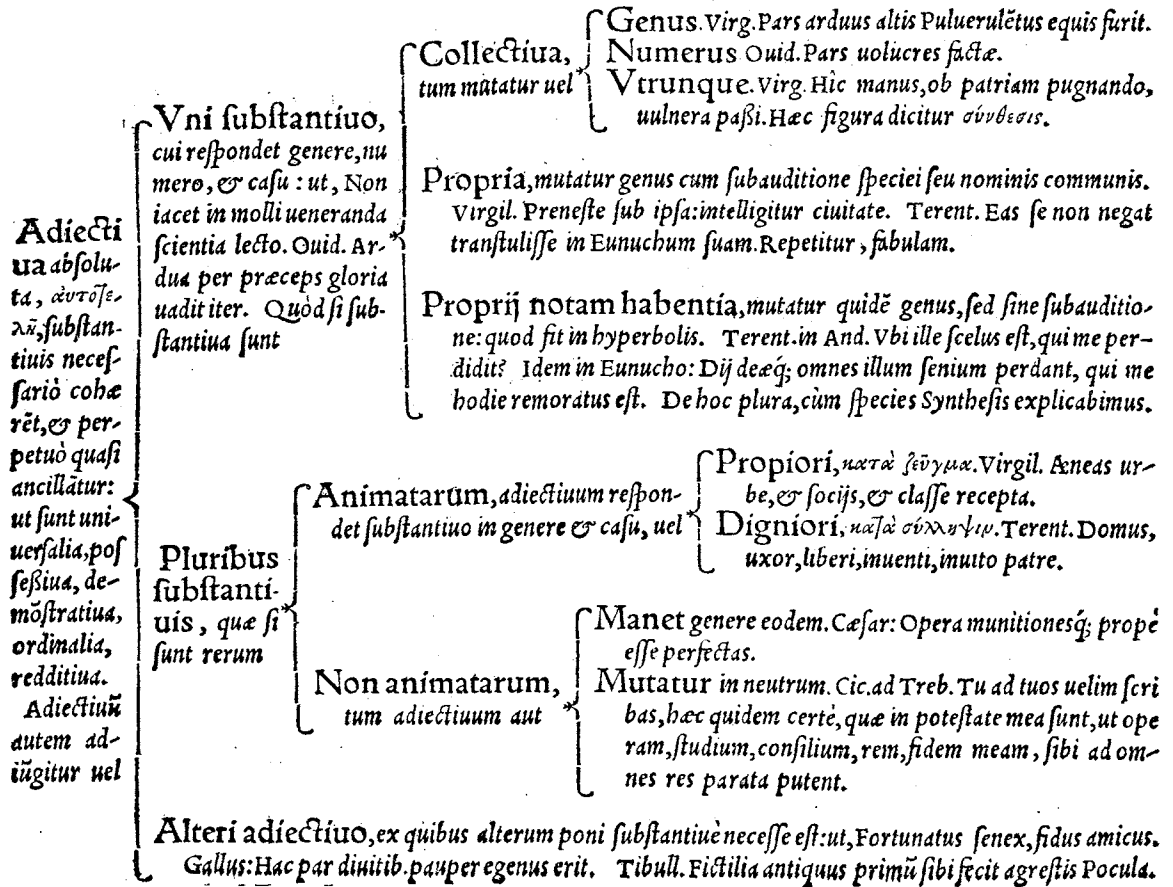 Adiecti
ua abſolu-
ta, ἀυτοτε-
λῆ, ſubſtan-
tiuis neceſ-
ſariò cohæ
rēt, & per-
petuò quaſi
ancillātur:
ut ſunt uni-
uerſalia, poſ
ſeßiua, de-
mōſtratiua,
ordinalia,
redditiua.
Adiectiuū
autem ad-
iūgitur uel
Vni ſubſtantiuo,
cui reſpondet genere, nu
mero, & caſu : ut, Non
iacet in molli ueneranda
ſcientia lecto. Ouid. Ar-
dua per præceps gloria
uadit iter. Quòd ſi ſub-
ſtantiua ſunt
Collectiua,
tum mutatur uel
Genus. Virg. Pars arduus altis Puluerulētus equis furit.
Numerus Ouid. Pars uolucres factæ.
Vtrunque. Virg. Hic manus, ob patriam pugnando,
uulnera paßi. Hæc figura dicitur σύνθεσις.
Propria, mutatur genus cum ſubauditione ſpeciei ſeu nominis communis.
Virgil. Preneſte ſub ipſa: intelligitur ciuitate. Terent. Eas ſe non negat
tranſtuliſſe in Eunuchum ſuam. Repetitur, fabulam.
Proprij notam habentia, mutatur quidē genus, ſed ſine ſubauditio-
ne: quod fit in hyperbolis. Terent. in And. Vbi ille ſcelus eſt, qui me per-
didit? Idem in Eunucho: Dij deæq́; omnes illum ſenium perdant, qui me
hodie remoratus eſt. De hoc plura, cùm ſpecies Syntheſis explicabimus.
Pluribus
ſubſtanti-
uis, quæ ſi
ſunt rerum
Animatarum, adiectiuum reſpon-
det ſubſtantiuo in genere & caſu, uel
Propiori, κατὰ ζεῦγμα. Virgil. Æneas ur-
be, & ſocijs, & claſſe recepta.
Digniori, κατὰ σύλληψιν. Terent. Domus,
uxor, liberi, inuenti, inuito patre.
Non animatarum,
tum adiectiuum aut
Manet genere eodem. Cæſar: Opera munitionesq́; propè
eſſe perfectas.
Mutatur in neutrum. Cic. ad Treb. Tu ad tuos uelim ſcri
bas, hæc quidem certè, quæ in poteſtate mea ſunt, ut ope
ram, ſtudium, conſilium, rem, fidem meam, ſibi ad om-
nes res parata putent.
Alteri adiectiuo, ex quibus alterum poni ſubſtantiuè neceſſe eſt: ut, Fortunatus ſenex, fidus amicus.
Gallus: Hac par diuitib. pauper egenus erit. Tibull. Fictilia antiquus primū ſibi fecit agreſtis Pocula.